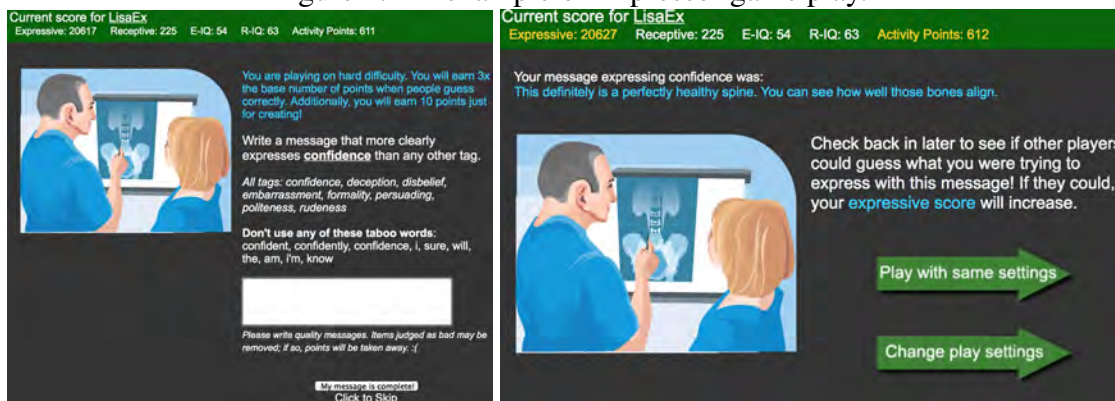 Current score for LisaEx
Expressive: 20617 Receptive: 225 E-IQ: 54 R-IQ: 63 Activity Points: 611
You are playing on hard difficulty. You will earn 3x
the base number of points when people guess
correctly. Additionally, you will earn 10 points just
for creating!
Write a message that more clearly
expresses confidence than any other tag.
All tags: confidence, deception, disbelief,
embarrassment, formality, persuading,
politeness, rudeness
Don't use any of these taboo words:
confident, confidently, confidence, i, sure, will,
the, am, i'm, know
Please write quality messages. Items judged as bad may be
removed; if so, points will be taken away. :(
My message is complete!
Click to Skip
Current score for LisaEx
Expressive: 20627 Receptive: 225 E-IQ: 54 R-IQ: 63 Activity Points: 612
Your message expressing confidence was:
This definitely is a perfectly healthy spine. You can see how well those bones align.
Check back in later to see if other players
could guess what you were trying to
express with this message! If they could,
your expressive score will increase.
Play with same settings
Change play settings